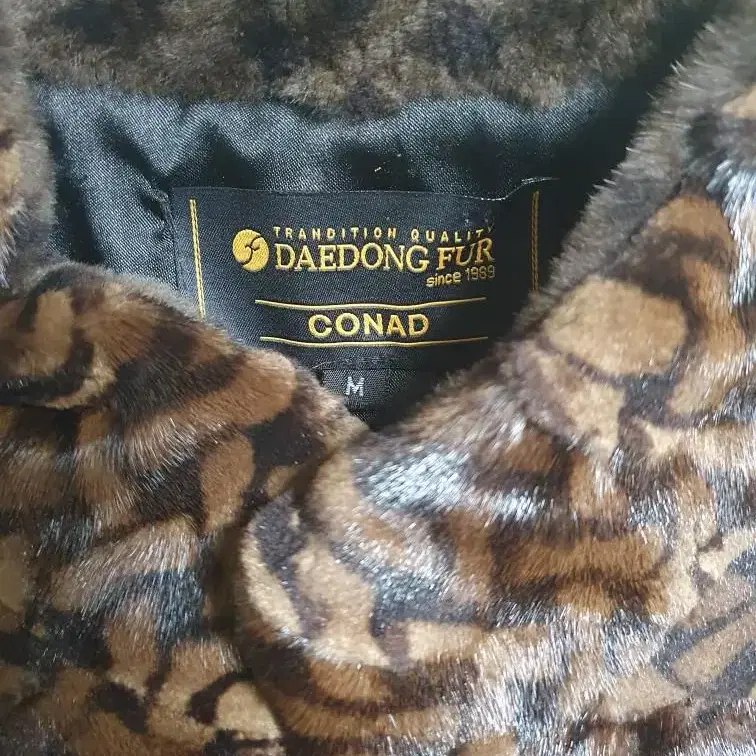 TRANDITION QUALITY
DAEDONG FUR
since 1989
CONAD
M